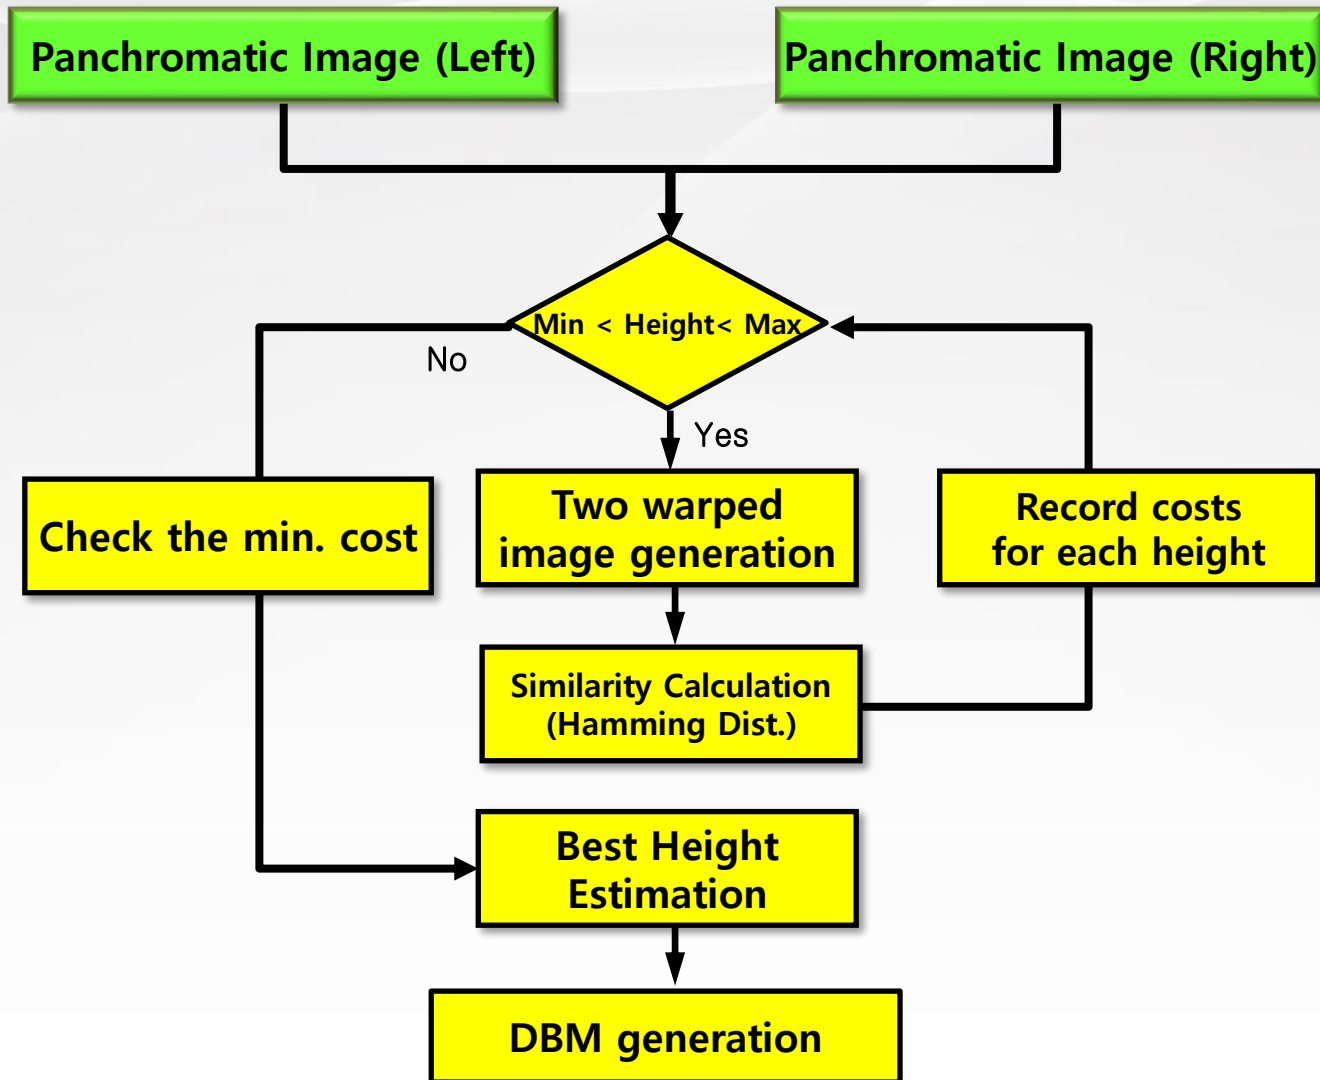 Panchromatic Image (Left)
Panchromatic Image (Right)
Min < Height< Max
No
Yes
Check the min. cost
Two warped
image generation
Record costs
for each height
Similarity Calculation
(Hamming Dist.)
Best Height
Estimation
DBM generation